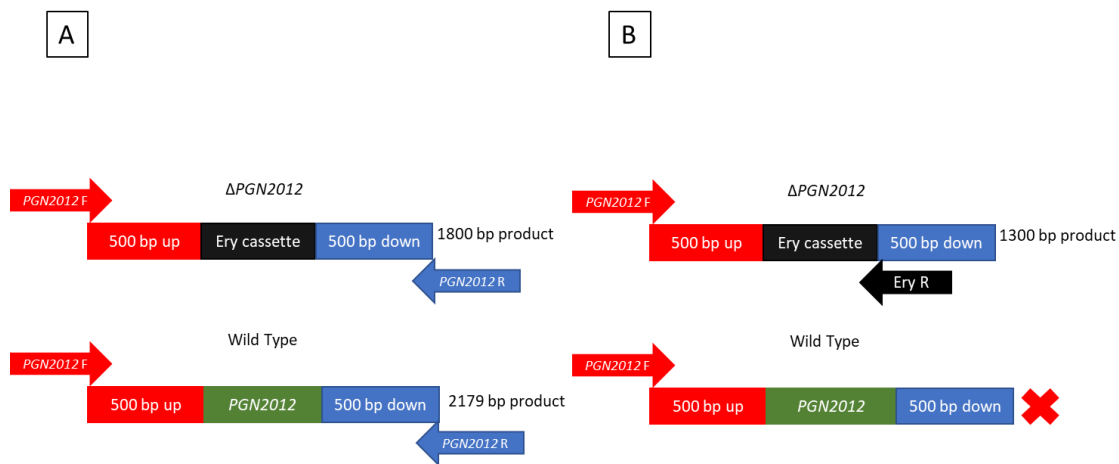 A
B
ΔPGN2012
ΔPGN2012
PGN2012 F
PGN2012 F
500 bp up
Ery cassette
500 bp down
1800 bp product
500 bp up
Ery cassette
500 bp down
1300 bp product
PGN2012 R
Ery R
Wild Type
Wild Type
PGN2012 F
PGN2012 F
500 bp up
PGN2012
500 bp down
2179 bp product
500 bp up
PGN2012
500 bp down
PGN2012 R